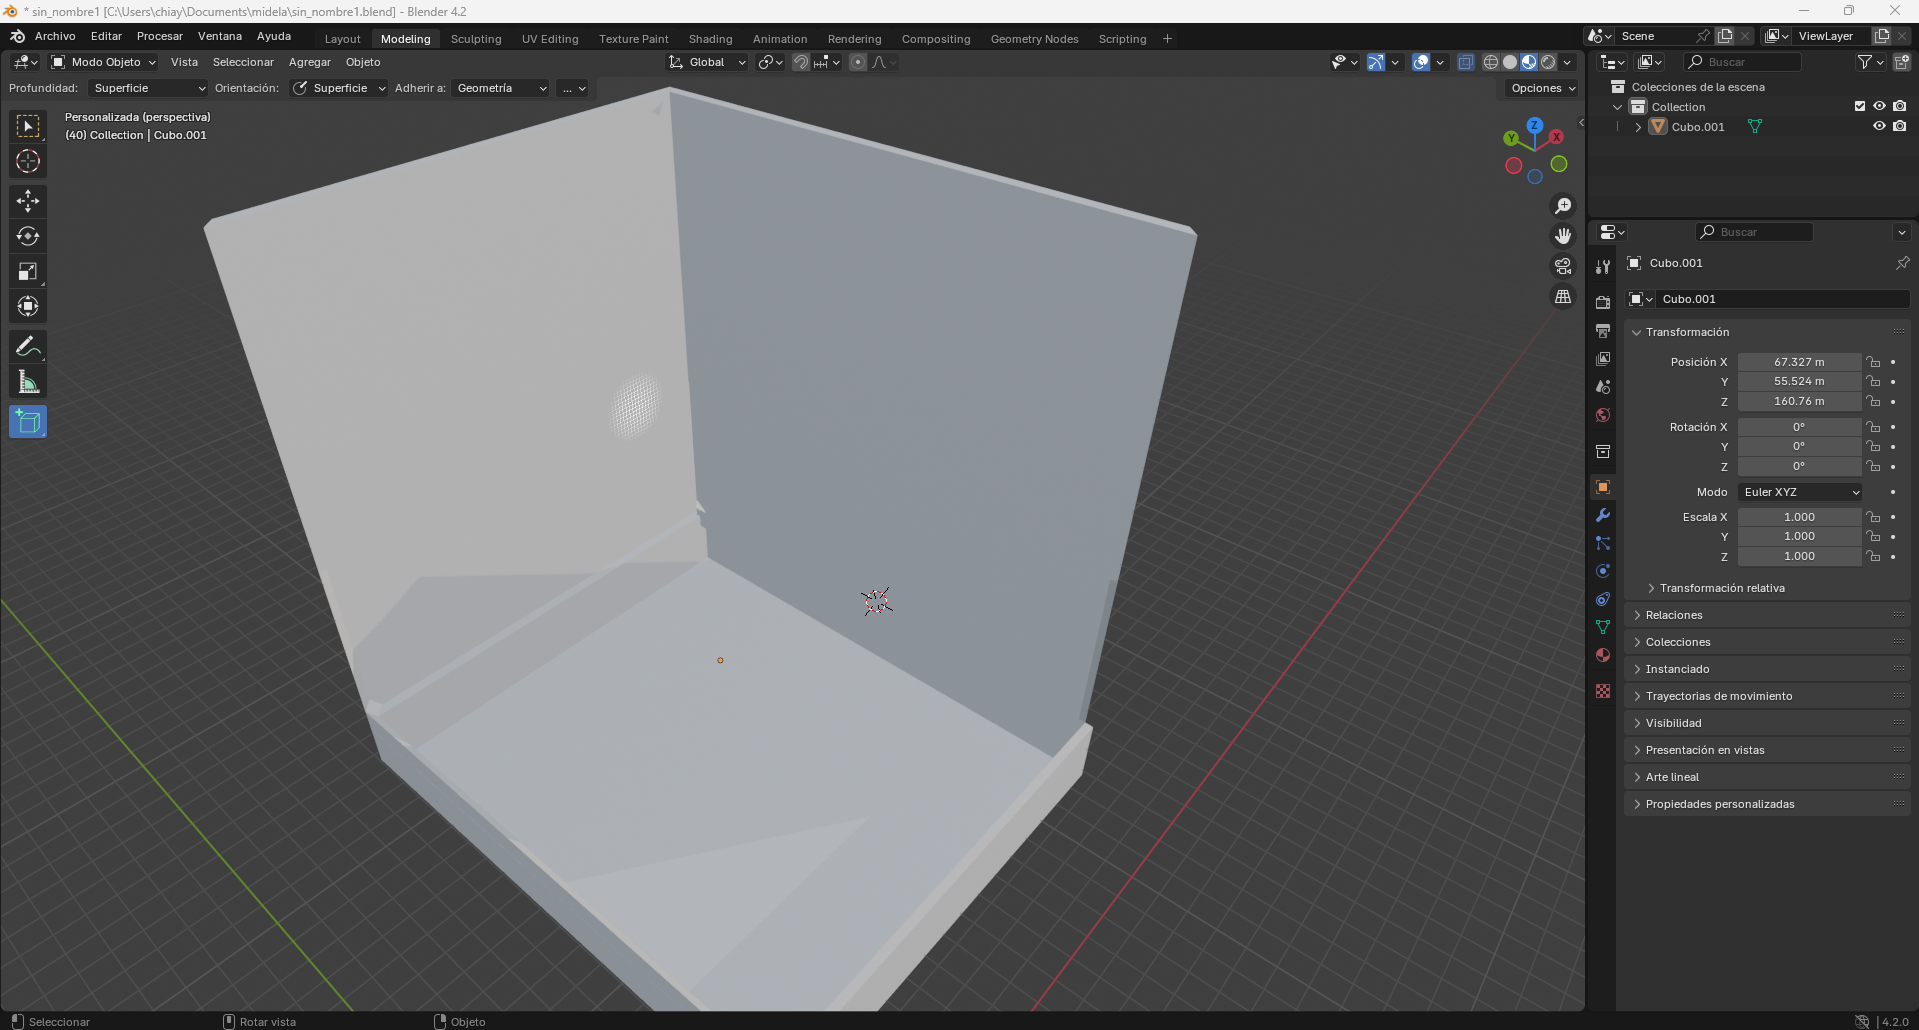 * sin_nombre1 [C:\Users\chiay\Documents\midela\sin_nombre1.blend] - Blender 4.2
Archivo Editar Procesar Ventana Ayuda Layout Modeling Sculpting UV Editing Texture Paint Shading Animation Rendering Compositing Geometry Nodes Scripting + Scene ViewLayer
Modo Objeto Vista Seleccionar Agregar Objeto Global Buscar
Profundidad: Superficie Orientación: Superficie Adherir a: Geometría ... Opciones
Colecciones de la escena
Collection
Cubo.001
Personalizada (perspectiva)
(40) Collection | Cubo.001
Z
Y
X
Buscar
Cubo.001
Cubo.001
Transformación
Posición X 67.327 m
Y 55.524 m
Z 160.76 m
Rotación X 0°
Y 0°
Z 0°
Modo Euler XYZ
Escala X 1.000
Y 1.000
Z 1.000
Transformación relativa
Relaciones
Colecciones
Instanciado
Trayectorias de movimiento
Visibilidad
Presentación en vistas
Arte lineal
Propiedades personalizadas
Seleccionar Rotar vista Objeto 4.2.0